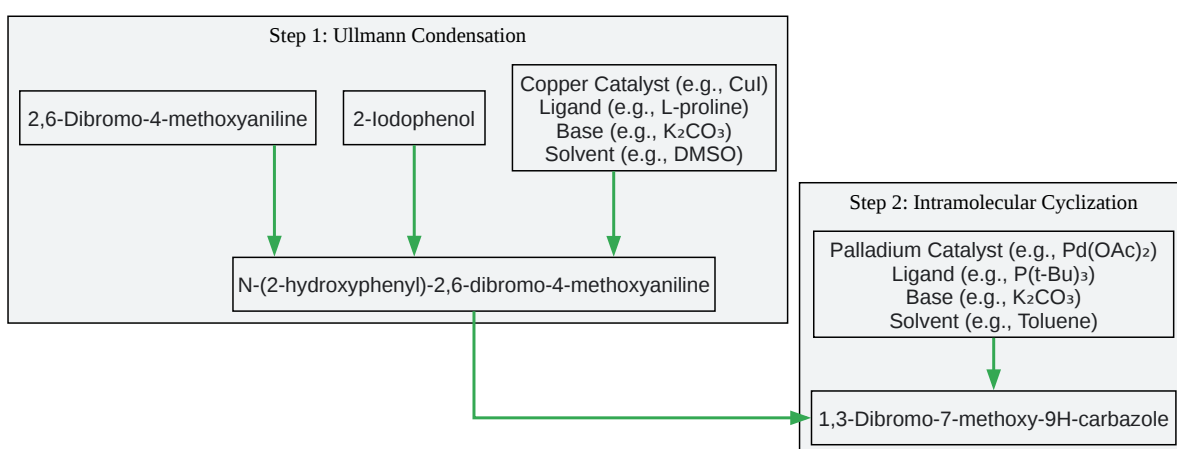 Step 1: Ullmann Condensation
2,6-Dibromo-4-methoxyaniline
2-Iodophenol
Copper Catalyst (e.g., CuI)
Ligand (e.g., L-proline)
Base (e.g., K₂CO₃)
Solvent (e.g., DMSO)
N-(2-hydroxyphenyl)-2,6-dibromo-4-methoxyaniline
Step 2: Intramolecular Cyclization
Palladium Catalyst (e.g., Pd(OAc)₂)
Ligand (e.g., P(t-Bu)₃)
Base (e.g., K₂CO₃)
Solvent (e.g., Toluene)
1,3-Dibromo-7-methoxy-9H-carbazole